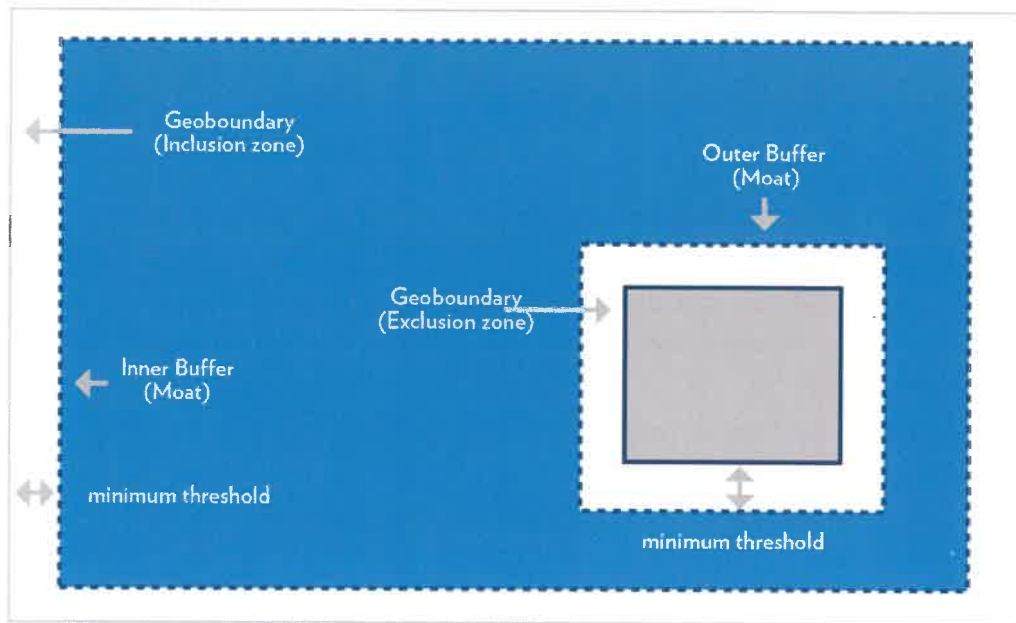 Geoboundary
(Inclusion zone)
Outer Buffer
(Moat)
Geoboundary
(Exclusion zone)
Inner Buffer
(Moat)
minimum threshold
minimum threshold